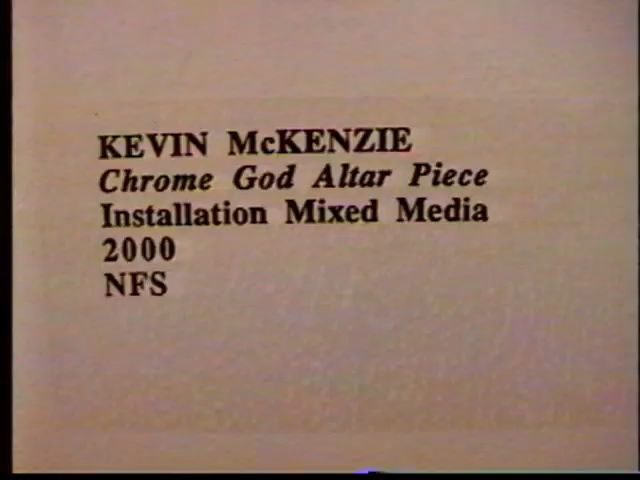 KEVIN McKENZIE
Chrome God Altar Piece
Installation Mixed Media
2000
NFS